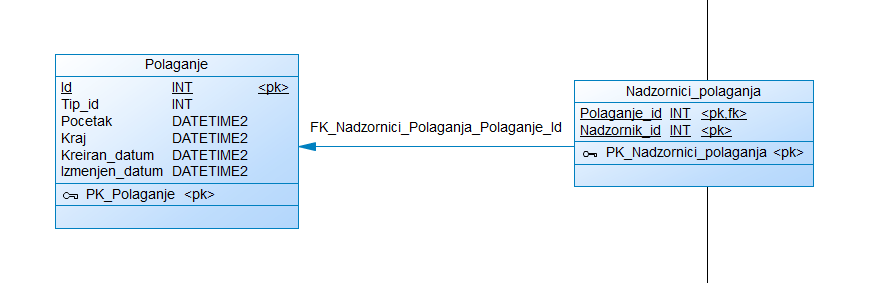 Polaganje
Id INT <pk>
Tip_id INT
Pocetak DATETIME2
Kraj DATETIME2
Kreiran_datum DATETIME2
Izmenjen_datum DATETIME2
PK_Polaganje <pk>
FK_Nadzornici_Polaganja_Polaganje_Id
Nadzornici_polaganja
Polaganje_id INT <pk,fk>
Nadzornik_id INT <pk>
PK_Nadzornici_polaganja <pk>